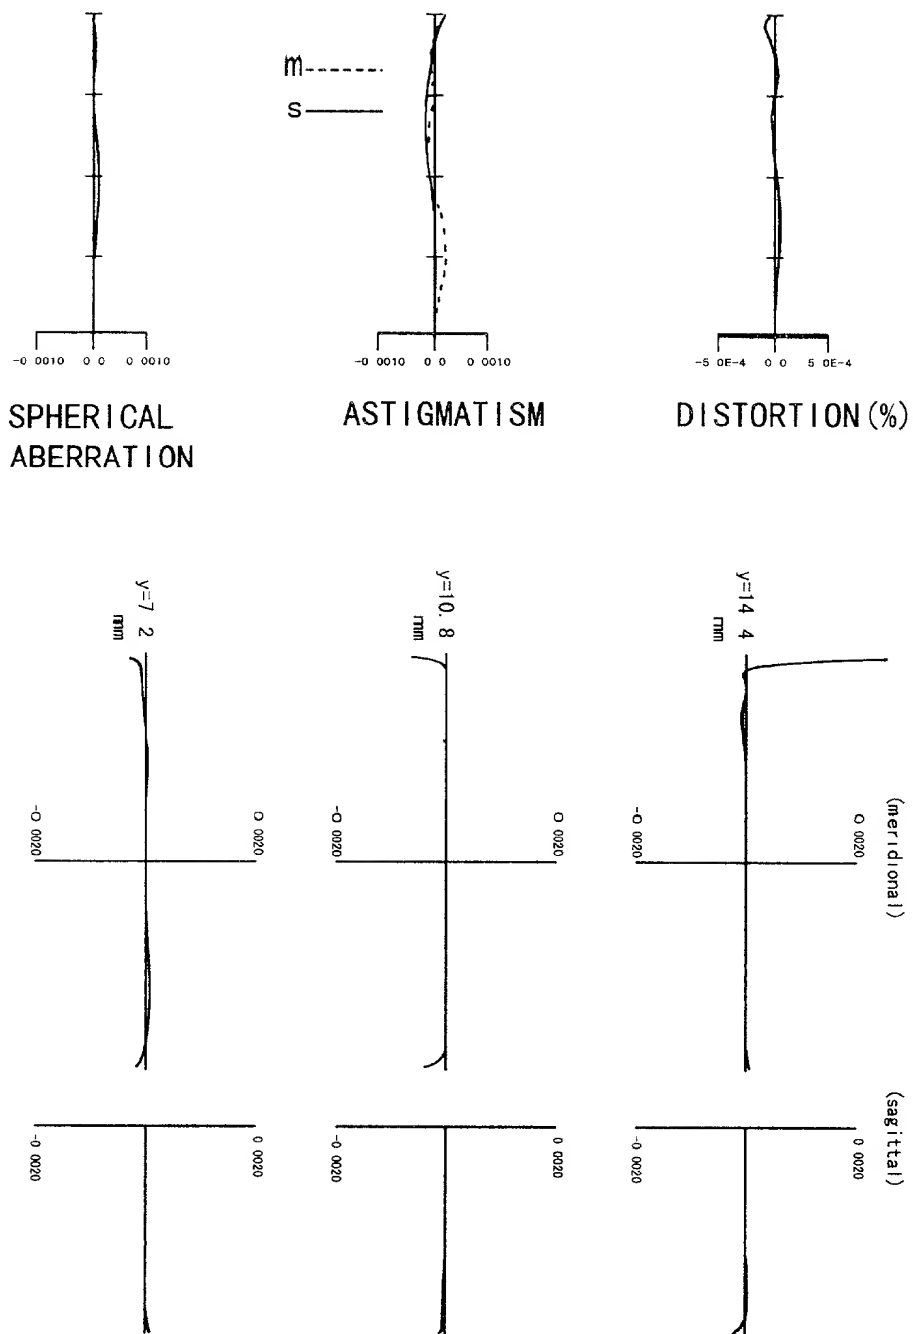 m
s
-0 0010 0 0 0 0010
-0 0010 0 0 0 0010
-5 0E-4 0 0 5 0E-4
SPHERICAL
ABERRATION
ASTIGMATISM
DISTORTION(%)
y=7 2
mm
y=10. 8
mm
y=14 4
mm
-0 0020
0 0020
-0 0020
0 0020
-0 0020
0 0020
(meridional)
-0 0020
0 0020
-0 0020
0 0020
-0 0020
0 0020
(sagittal)